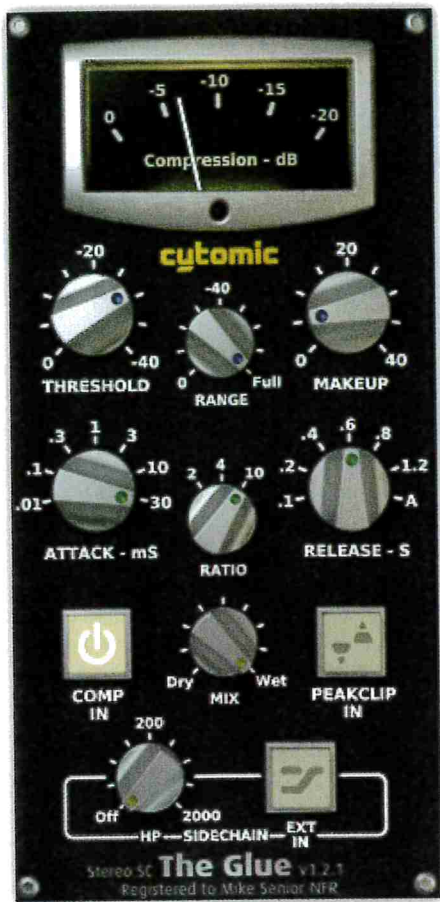 0 -5 -10 -15 -20
Compression - dB
cytomic
-20
0 -40
THRESHOLD
-40
0 Full
RANGE
20
0 40
MAKEUP
.01 .1 .3 1 3 10 30
ATTACK - mS
2 4 10
RATIO
.1 .2 .4 .6 .8 1.2 A
RELEASE - S
COMP
IN
Dry Wet
MIX
PEAKCLIP
IN
200
Off 2000
HP SIDECHAIN EXT
IN
Stereo SC The Glue v1.2.1
Registered to Mike Senior NFR